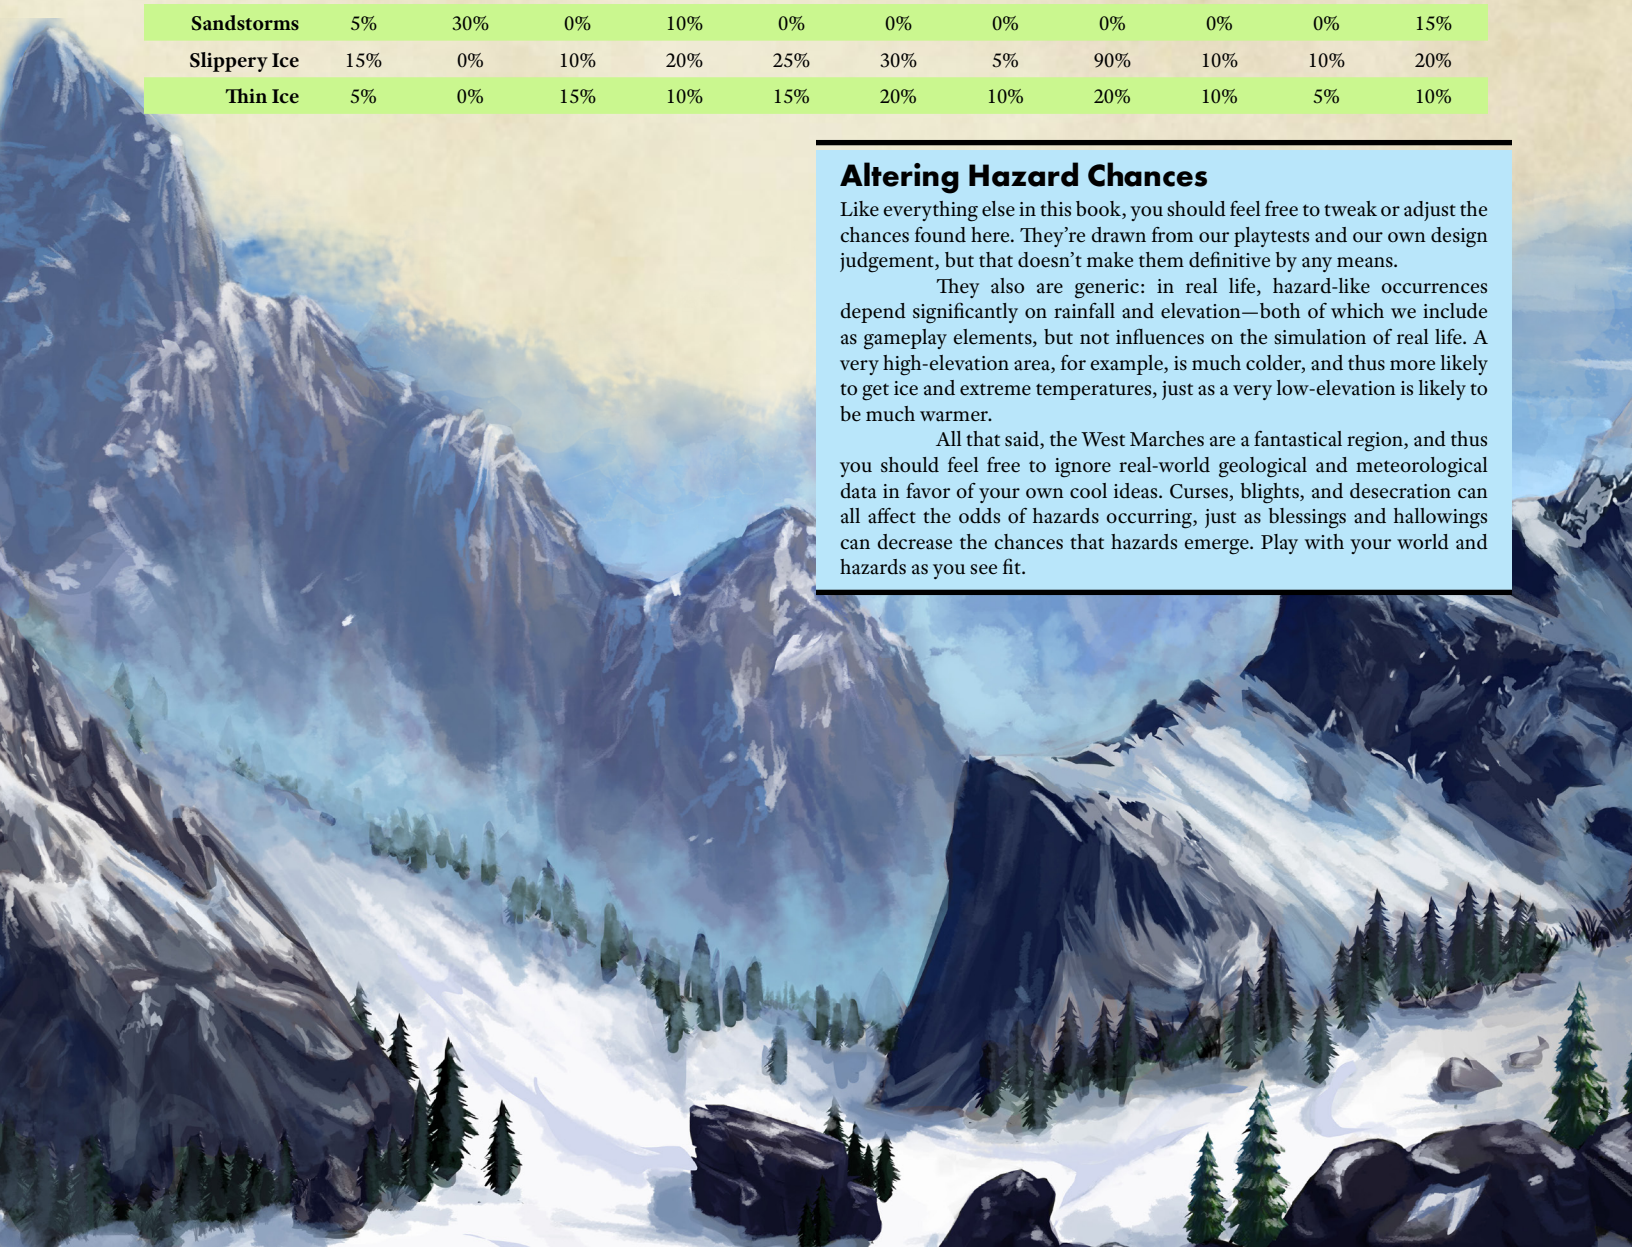 Sandstorms 5% 30% 0% 10% 0% 0% 0% 0% 0% 0% 15%
Slippery Ice 15% 0% 10% 20% 25% 30% 5% 90% 10% 10% 20%
Thin Ice 5% 0% 15% 10% 15% 20% 10% 20% 10% 5% 10%
Altering Hazard Chances
Like everything else in this book, you should feel free to tweak or adjust the
chances found here. They're drawn from our playtests and our own design
judgement, but that doesn't make them definitive by any means.
They also are generic: in real life, hazard-like occurrences
depend significantly on rainfall and elevation—both of which we include
as gameplay elements, but not influences on the simulation of real life. A
very high-elevation area, for example, is much colder, and thus more likely
to get ice and extreme temperatures, just as a very low-elevation is likely to
be much warmer.
All that said, the West Marches are a fantastical region, and thus
you should feel free to ignore real-world geological and meteorological
data in favor of your own cool ideas. Curses, blights, and desecration can
all affect the odds of hazards occurring, just as blessings and hallowings
can decrease the chances that hazards emerge. Play with your world and
hazards as you see fit.